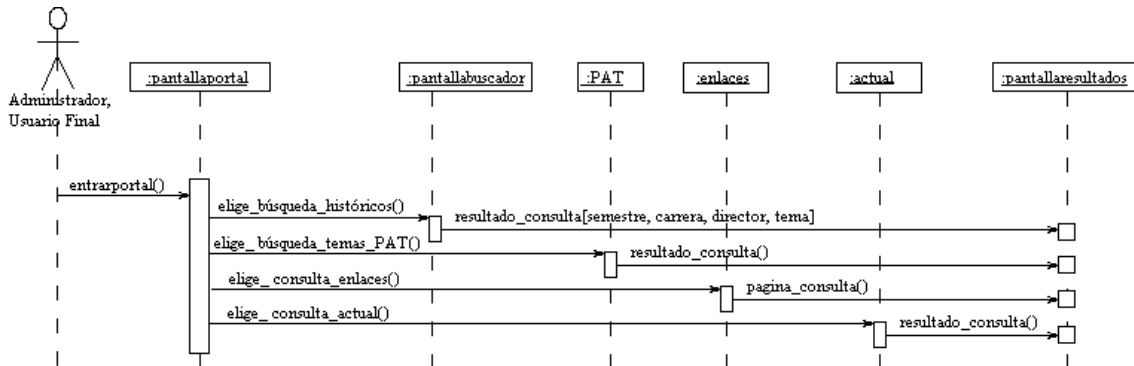 :pantallaportal
:pantallabuscador
:PAT
:enlaces
:actual
:pantallaresultados
Administrador,
Usuario Final
entrarportal()
elige_búsqueda_históricos()
resultado_consulta[semestre, carrera, director, tema]
elige_búsqueda_temas_PAT()
resultado_consulta()
elige_ consulta_enlaces()
pagina_consulta()
elige_ consulta_actual()
resultado_consulta()